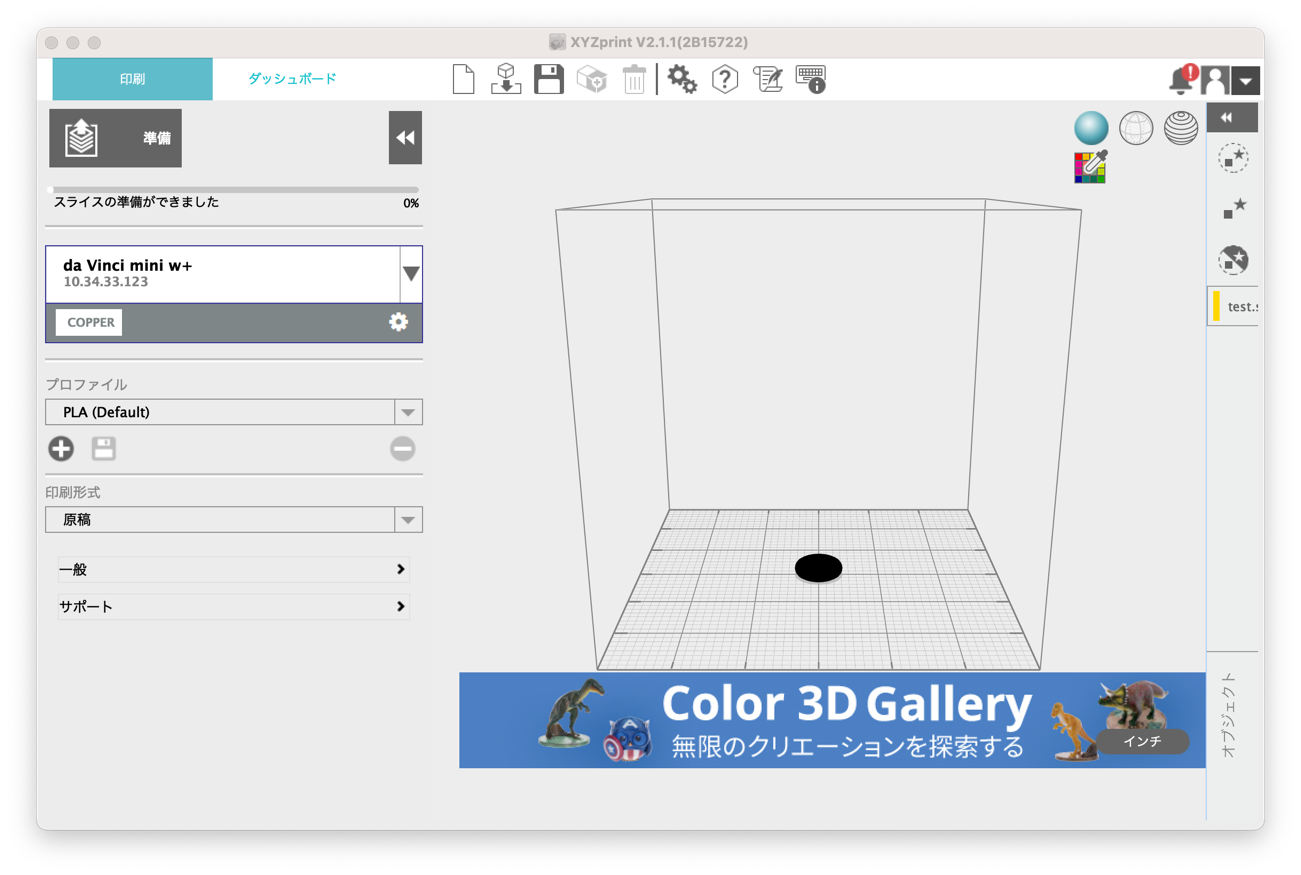 XYZprint V2.1.1(2B15722)
印刷
ダッシュボード
準備
スライスの準備ができました 0%
da Vinci mini w+
10.34.33.123
COPPER
プロファイル
PLA (Default)
印刷形式
原稿
一般
サポート
Color 3D Gallery
無限のクリエーションを探索する
インチ
test.s
オブジェクト